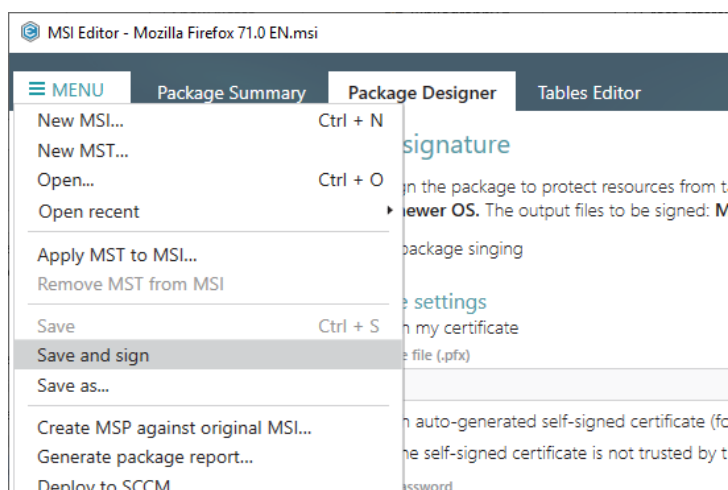 MSI Editor - Mozilla Firefox 71.0 EN.msi
MENU Package Summary Package Designer Tables Editor
New MSI... Ctrl + N
New MST...
Open... Ctrl + O
Open recent
Apply MST to MSI...
Remove MST from MSI
Save Ctrl + S
Save and sign
Save as...
Create MSP against original MSI...
Generate package report...
Deploy to SCCM
signature
the package to protect resources from
OS. The output files to be signed:
package singing
settings
my certificate
file (.pfx)
auto-generated self-signed certificate
self-signed certificate is not trusted by